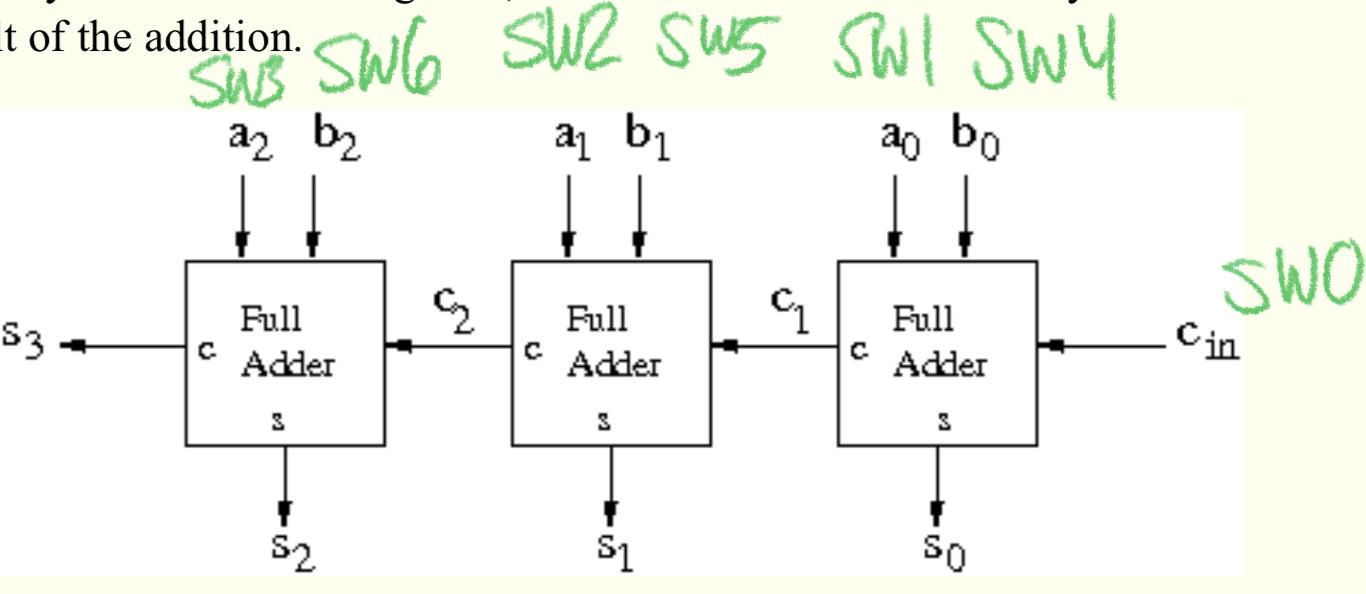 lt of the addition.
SW3 SW6 SW2 SW5 SW1 SW4
a2 b2 a1 b1 a0 b0
SW0
c2 c1
Full Full Full
s3 c Adder c Adder c Adder cin
s s s
s2 s1 s0